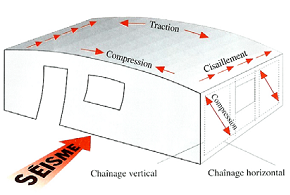 Traction
Compression
Cisaillement
Compression
SÉISME
Chaînage vertical
Chaînage horizontal